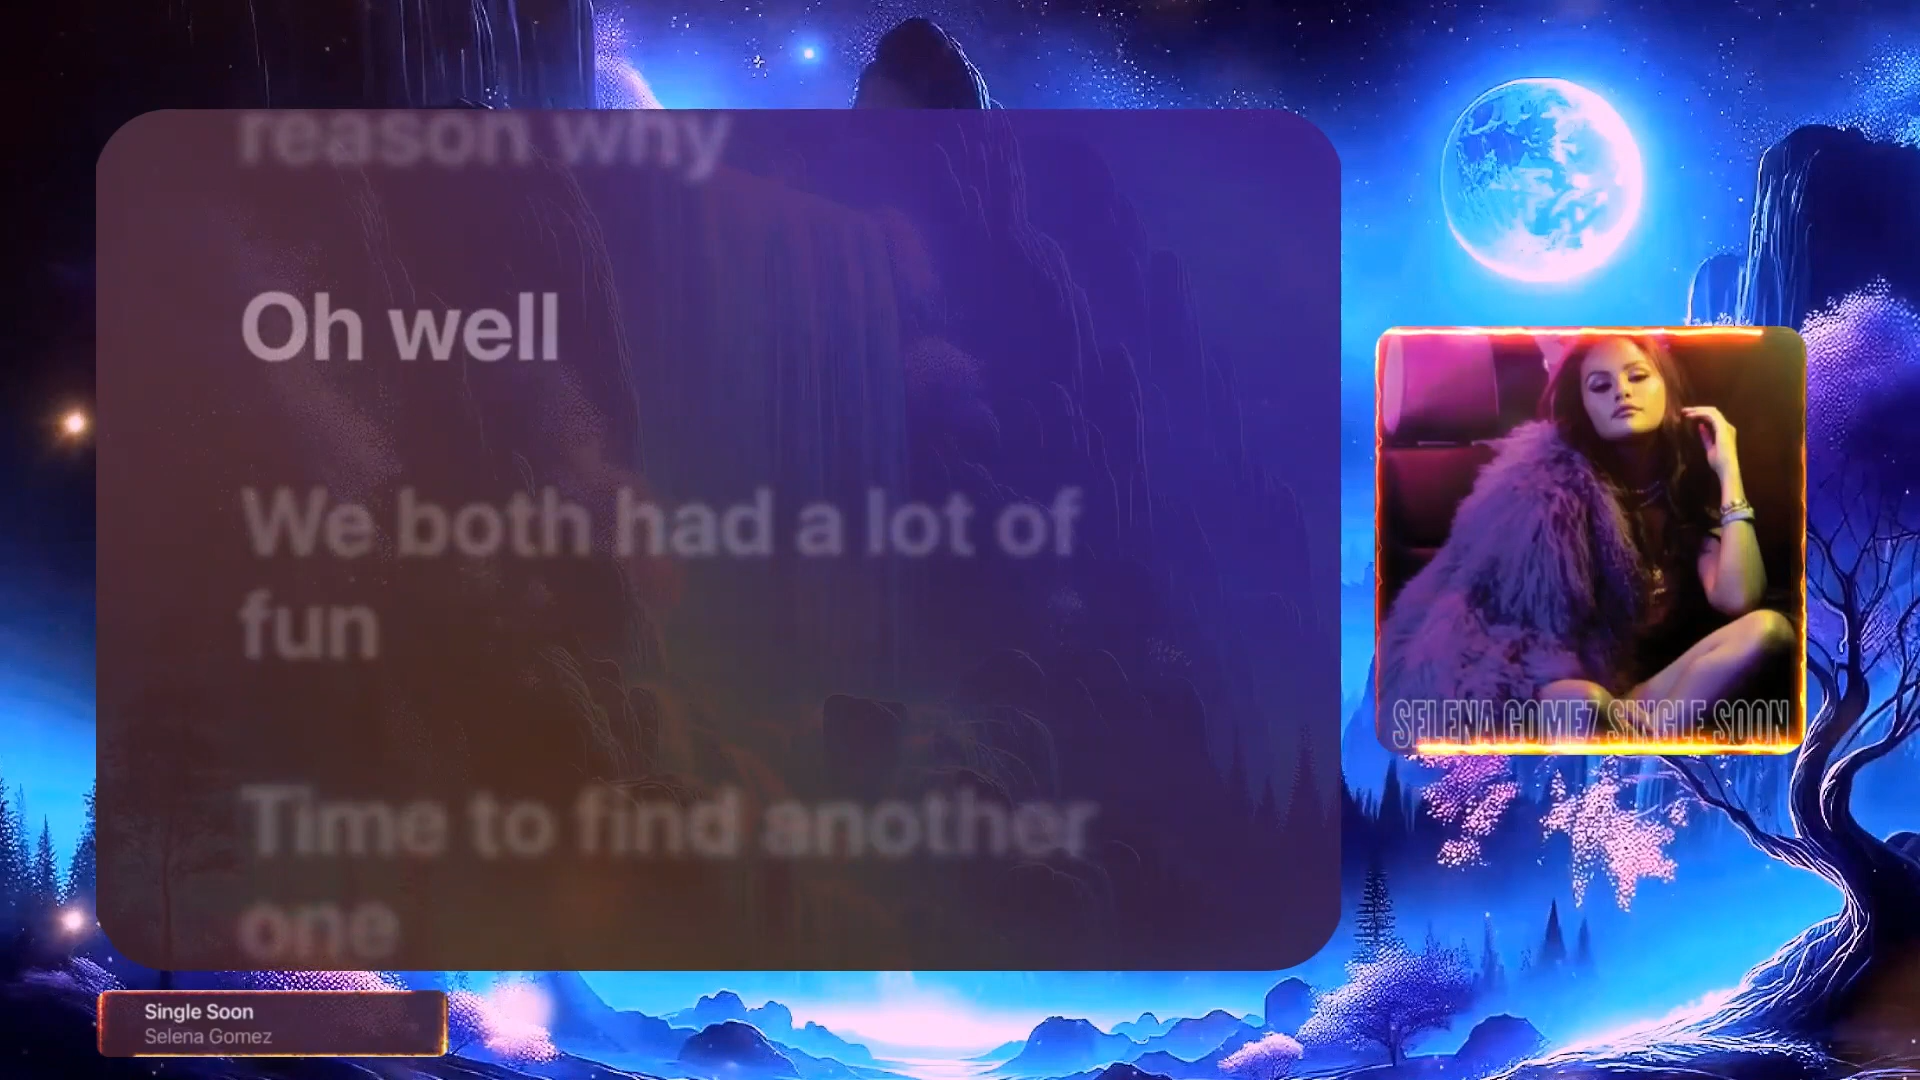 reason why
Oh well
We both had a lot of
fun
Time to find another
one
SELENA GOMEZ SINGLE SOON
Single Soon
Selena Gomez